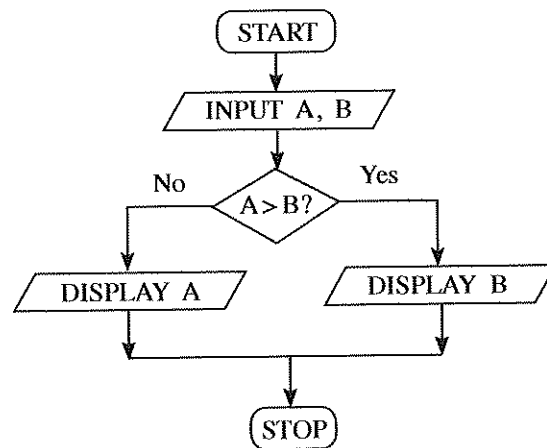 START
INPUT A, B
No
A > B?
Yes
DISPLAY A
DISPLAY B
STOP